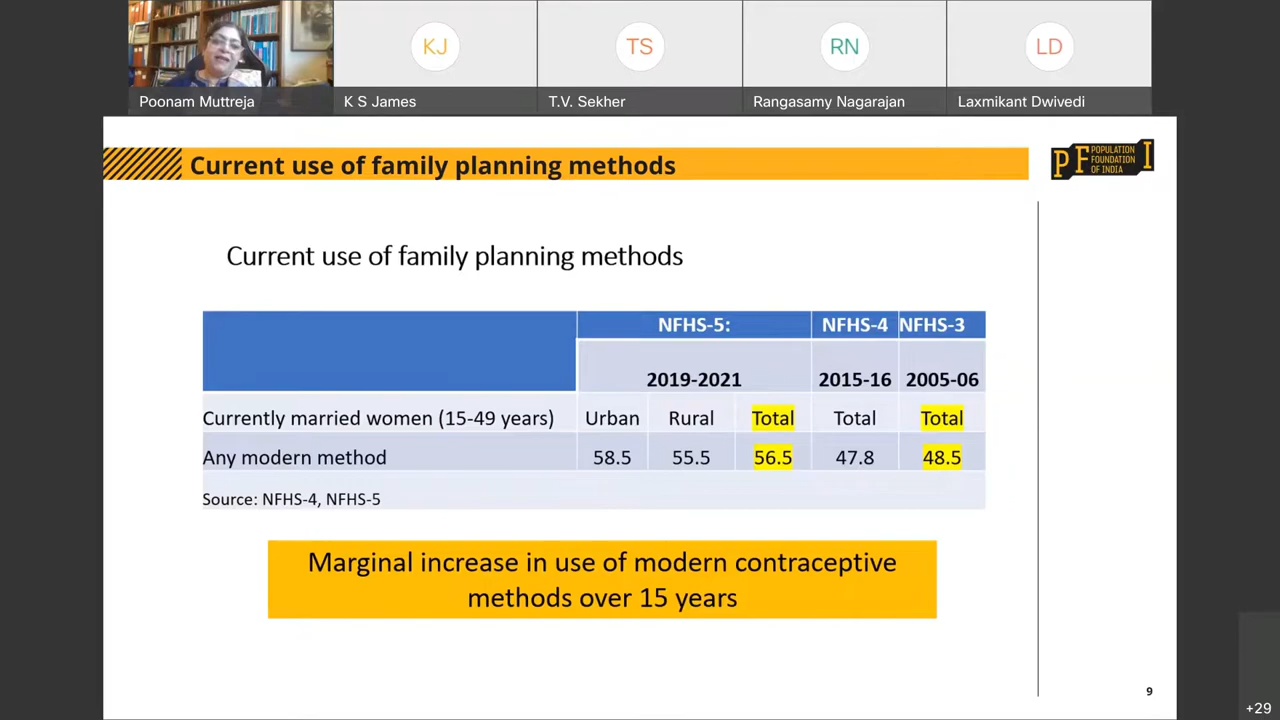 KJ
TS
RN
LD
Poonam Muttreja
K S James
T.V. Sekher
Rangasamy Nagarajan
Laxmikant Dwivedi
Current use of family planning methods
P F I
POPULATION
FOUNDATION
OF INDIA
Current use of family planning methods
NFHS-5: NFHS-4 NFHS-3
2019-2021 2015-16 2005-06
Currently married women (15-49 years) Urban Rural Total Total Total
Any modern method 58.5 55.5 56.5 47.8 48.5
Source: NFHS-4, NFHS-5
Marginal increase in use of modern contraceptive
methods over 15 years
9
+29